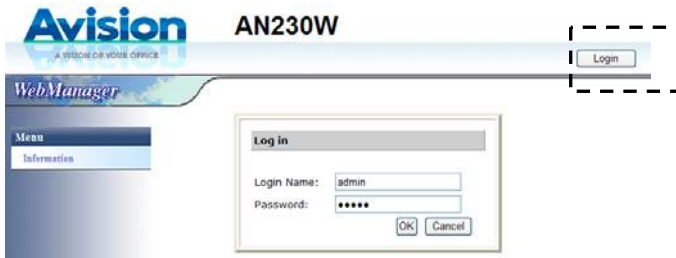 Avision
AN230W
A VISION OF YOUR OFFICE
Login
WebManager
Menu
Information
Log in
Login Name: admin
Password: •••••
OK Cancel